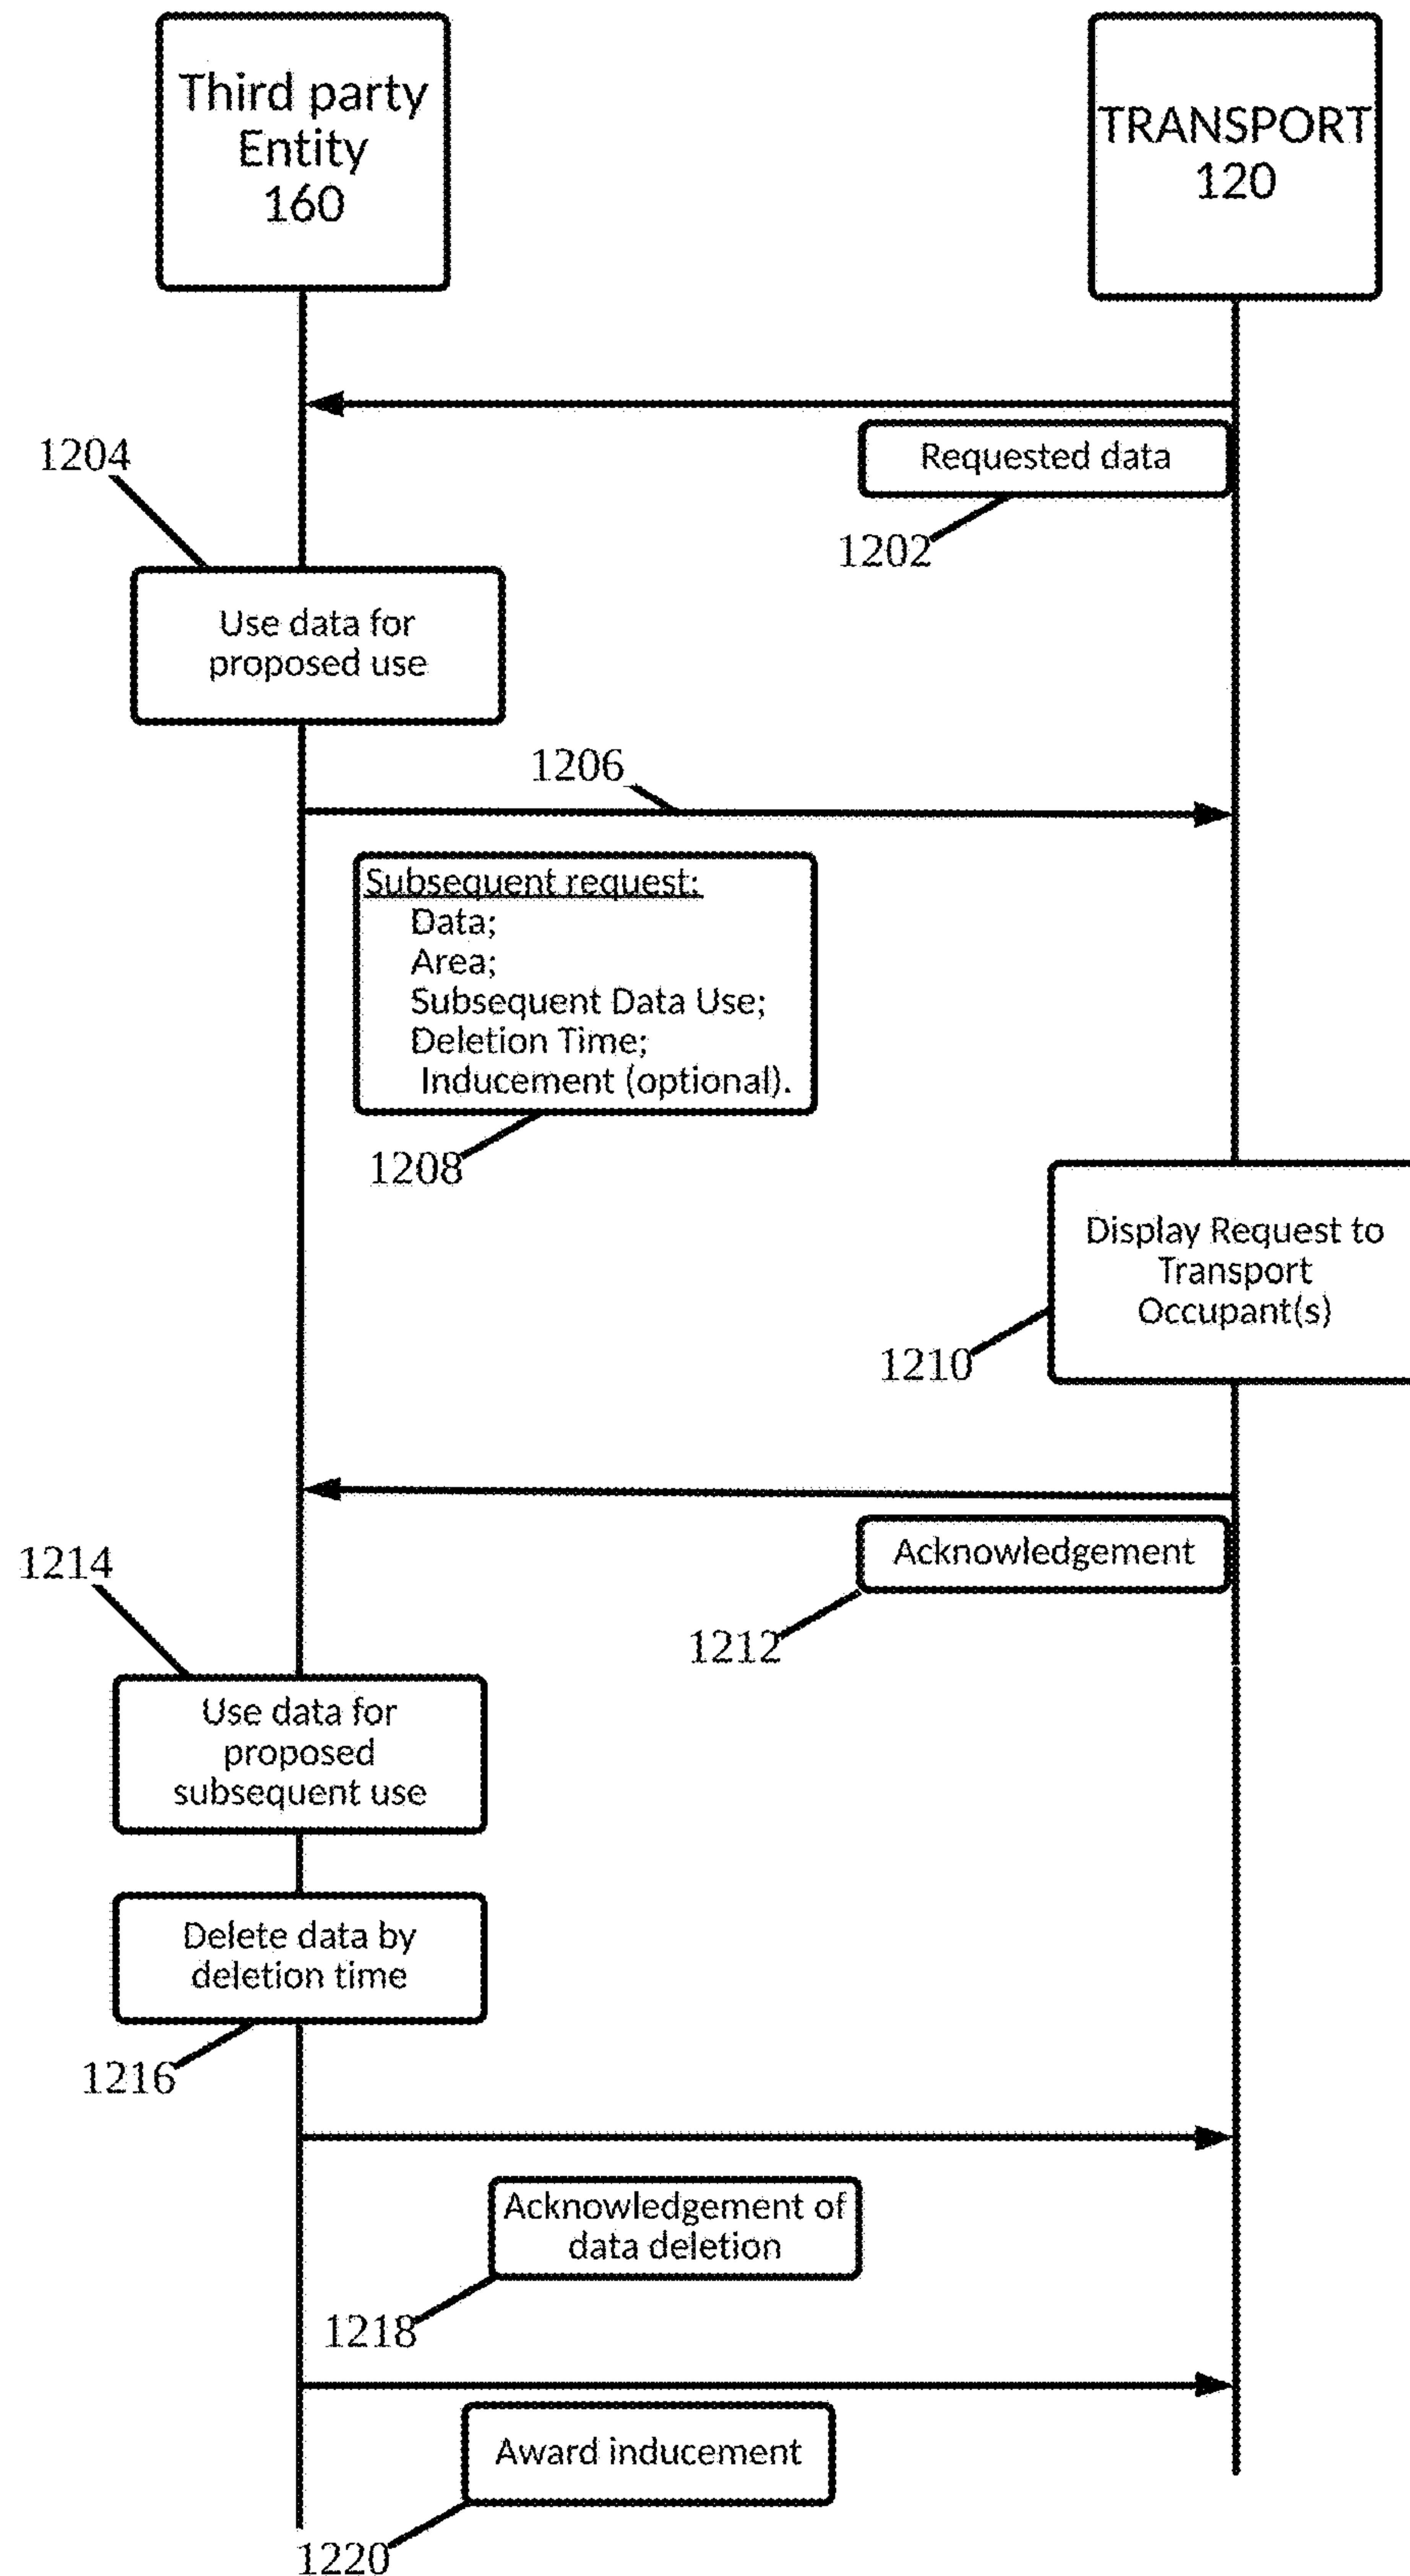 Third party
Entity
160
TRANSPORT
120
1204
Requested data
1202
Use data for
proposed use
1206
Subsequent request:
Data;
Area;
Subsequent Data Use;
Deletion Time;
Inducement (optional).
1208
Display Request to
Transport
Occupant(s)
1210
1214
Acknowledgement
1212
Use data for
proposed
subsequent use
Delete data by
deletion time
1216
Acknowledgement of
data deletion
1218
Award inducement
1220